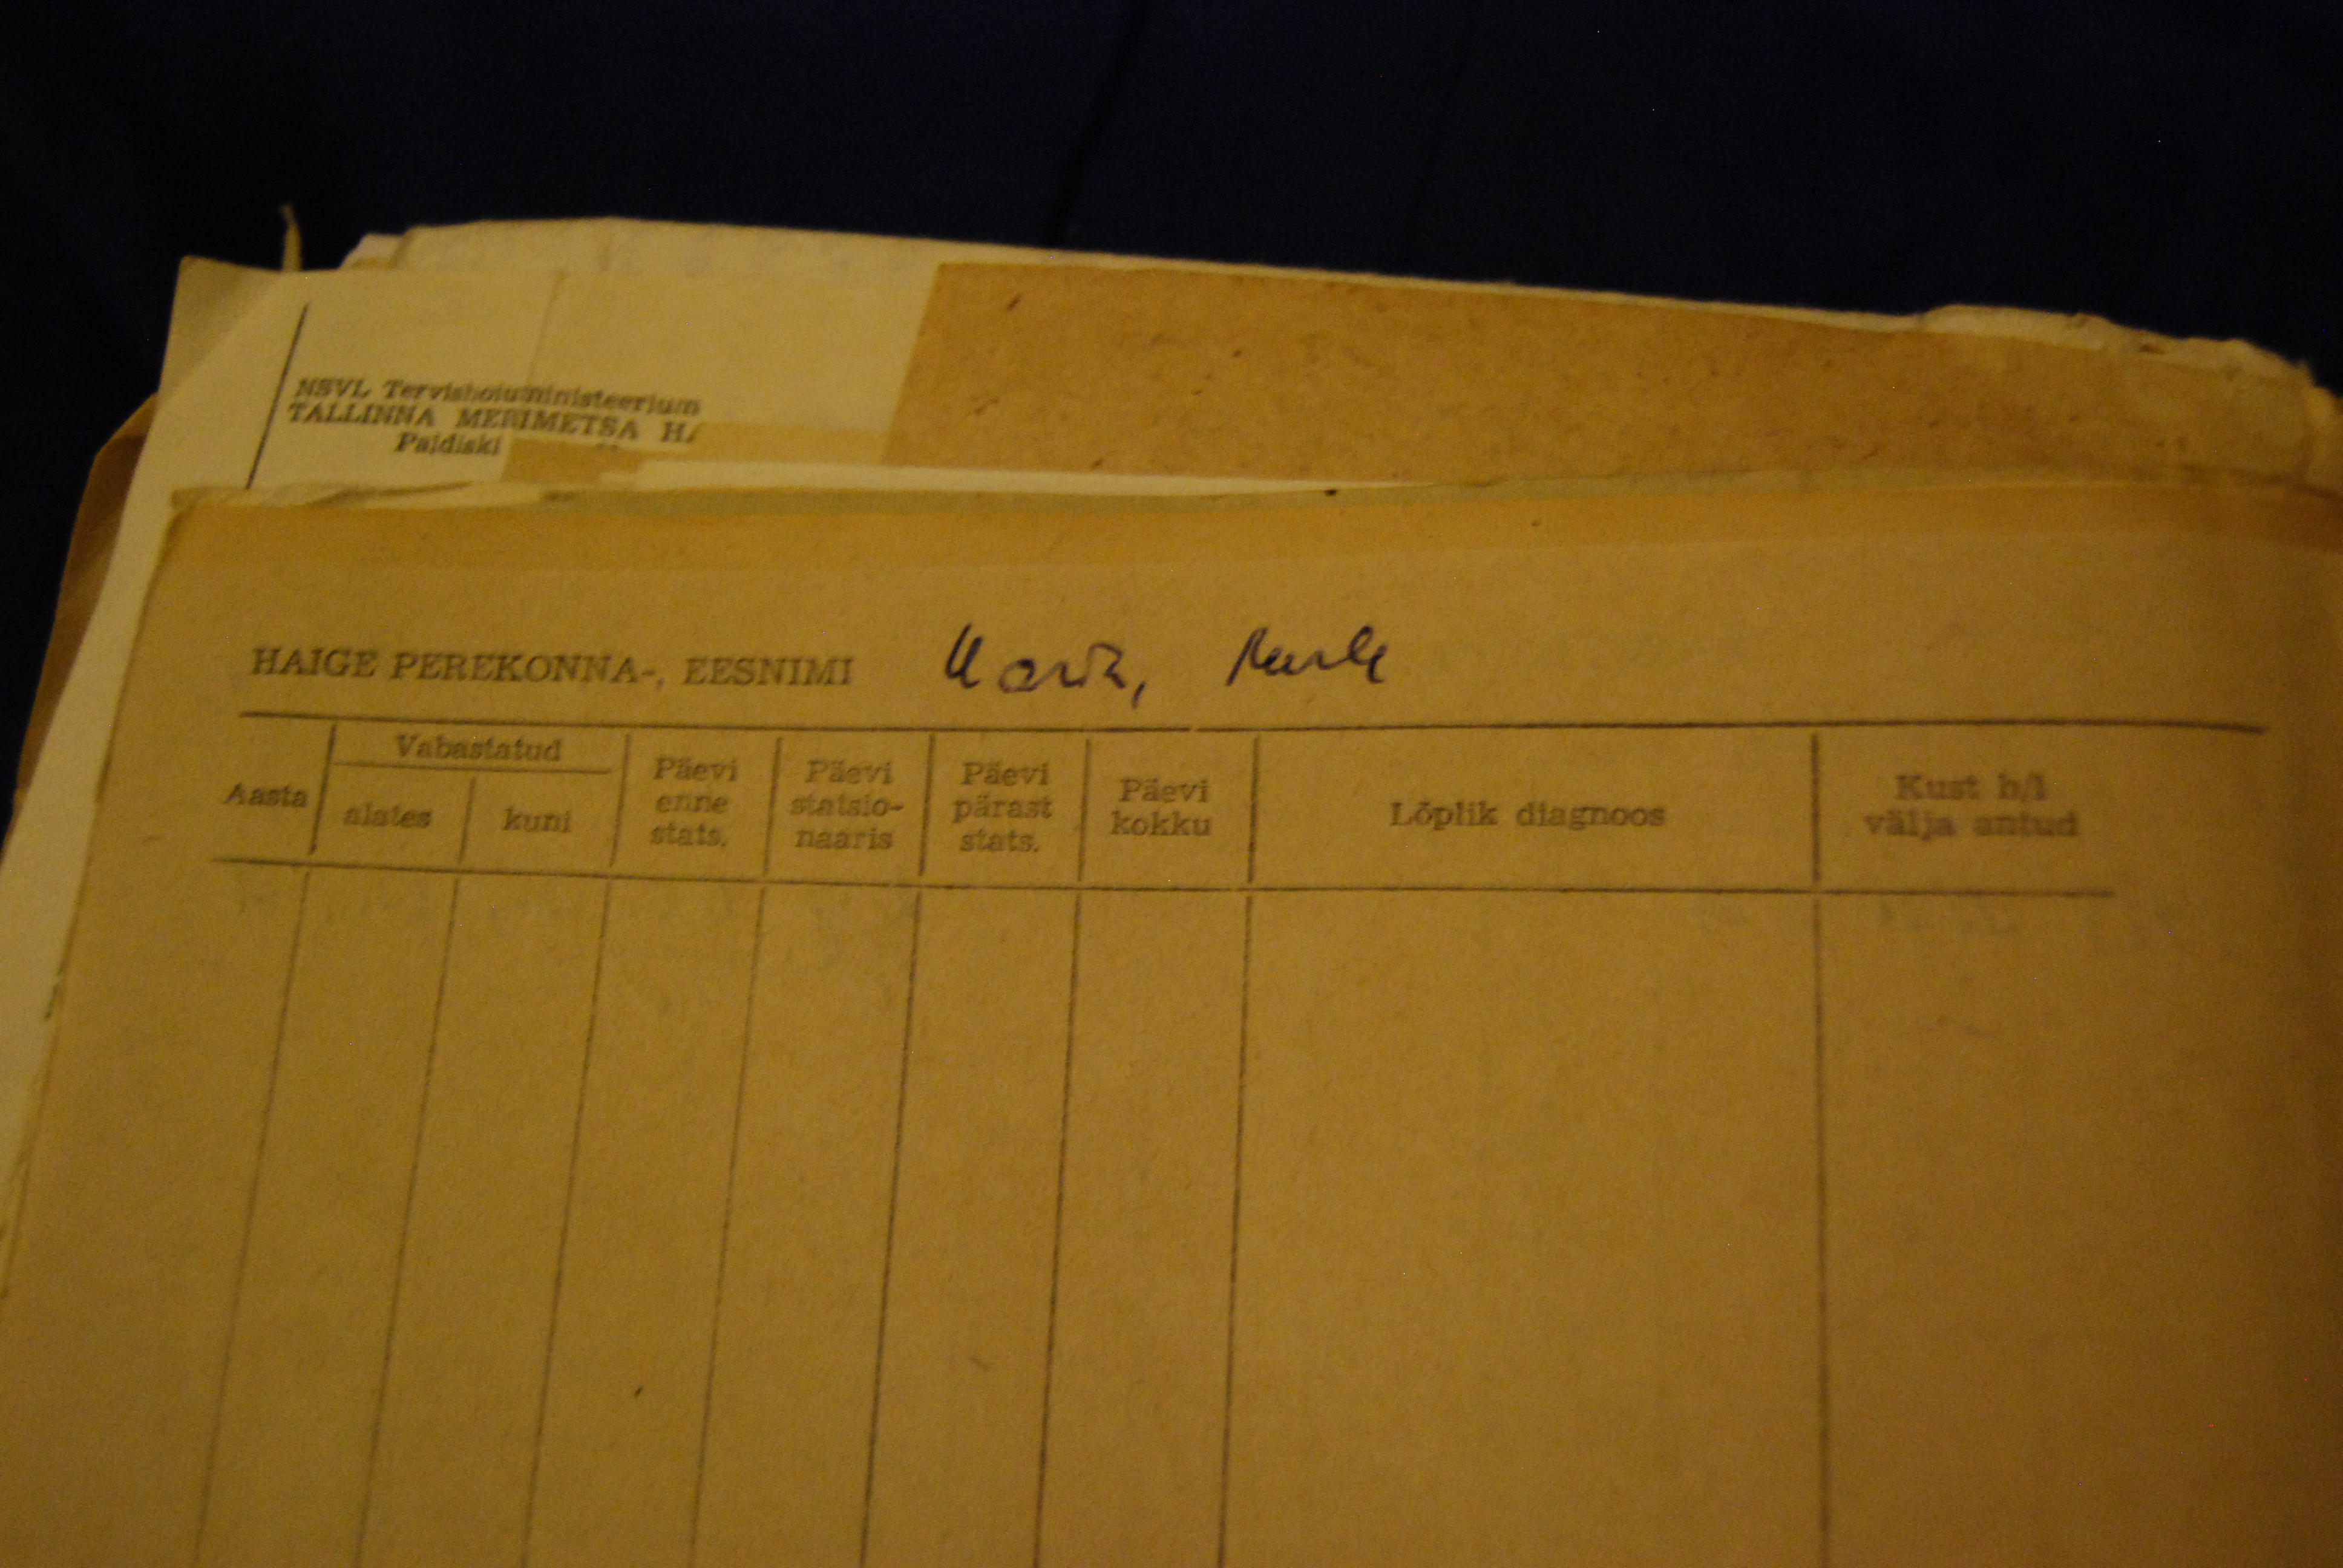 NSVL Tervishoiuministeerium
TALLINNA MERIMETSA HA
Paldiski
HAIGE PEREKONNA-, EESNIMI
Aasta
Vabastatud
alates
kuni
Päevi
enne
stats.
Päevi
statsio-
naaris
Päevi
pärast
stats.
Päevi
kokku
Lõplik diagnoos
Kust h/l
välja antud